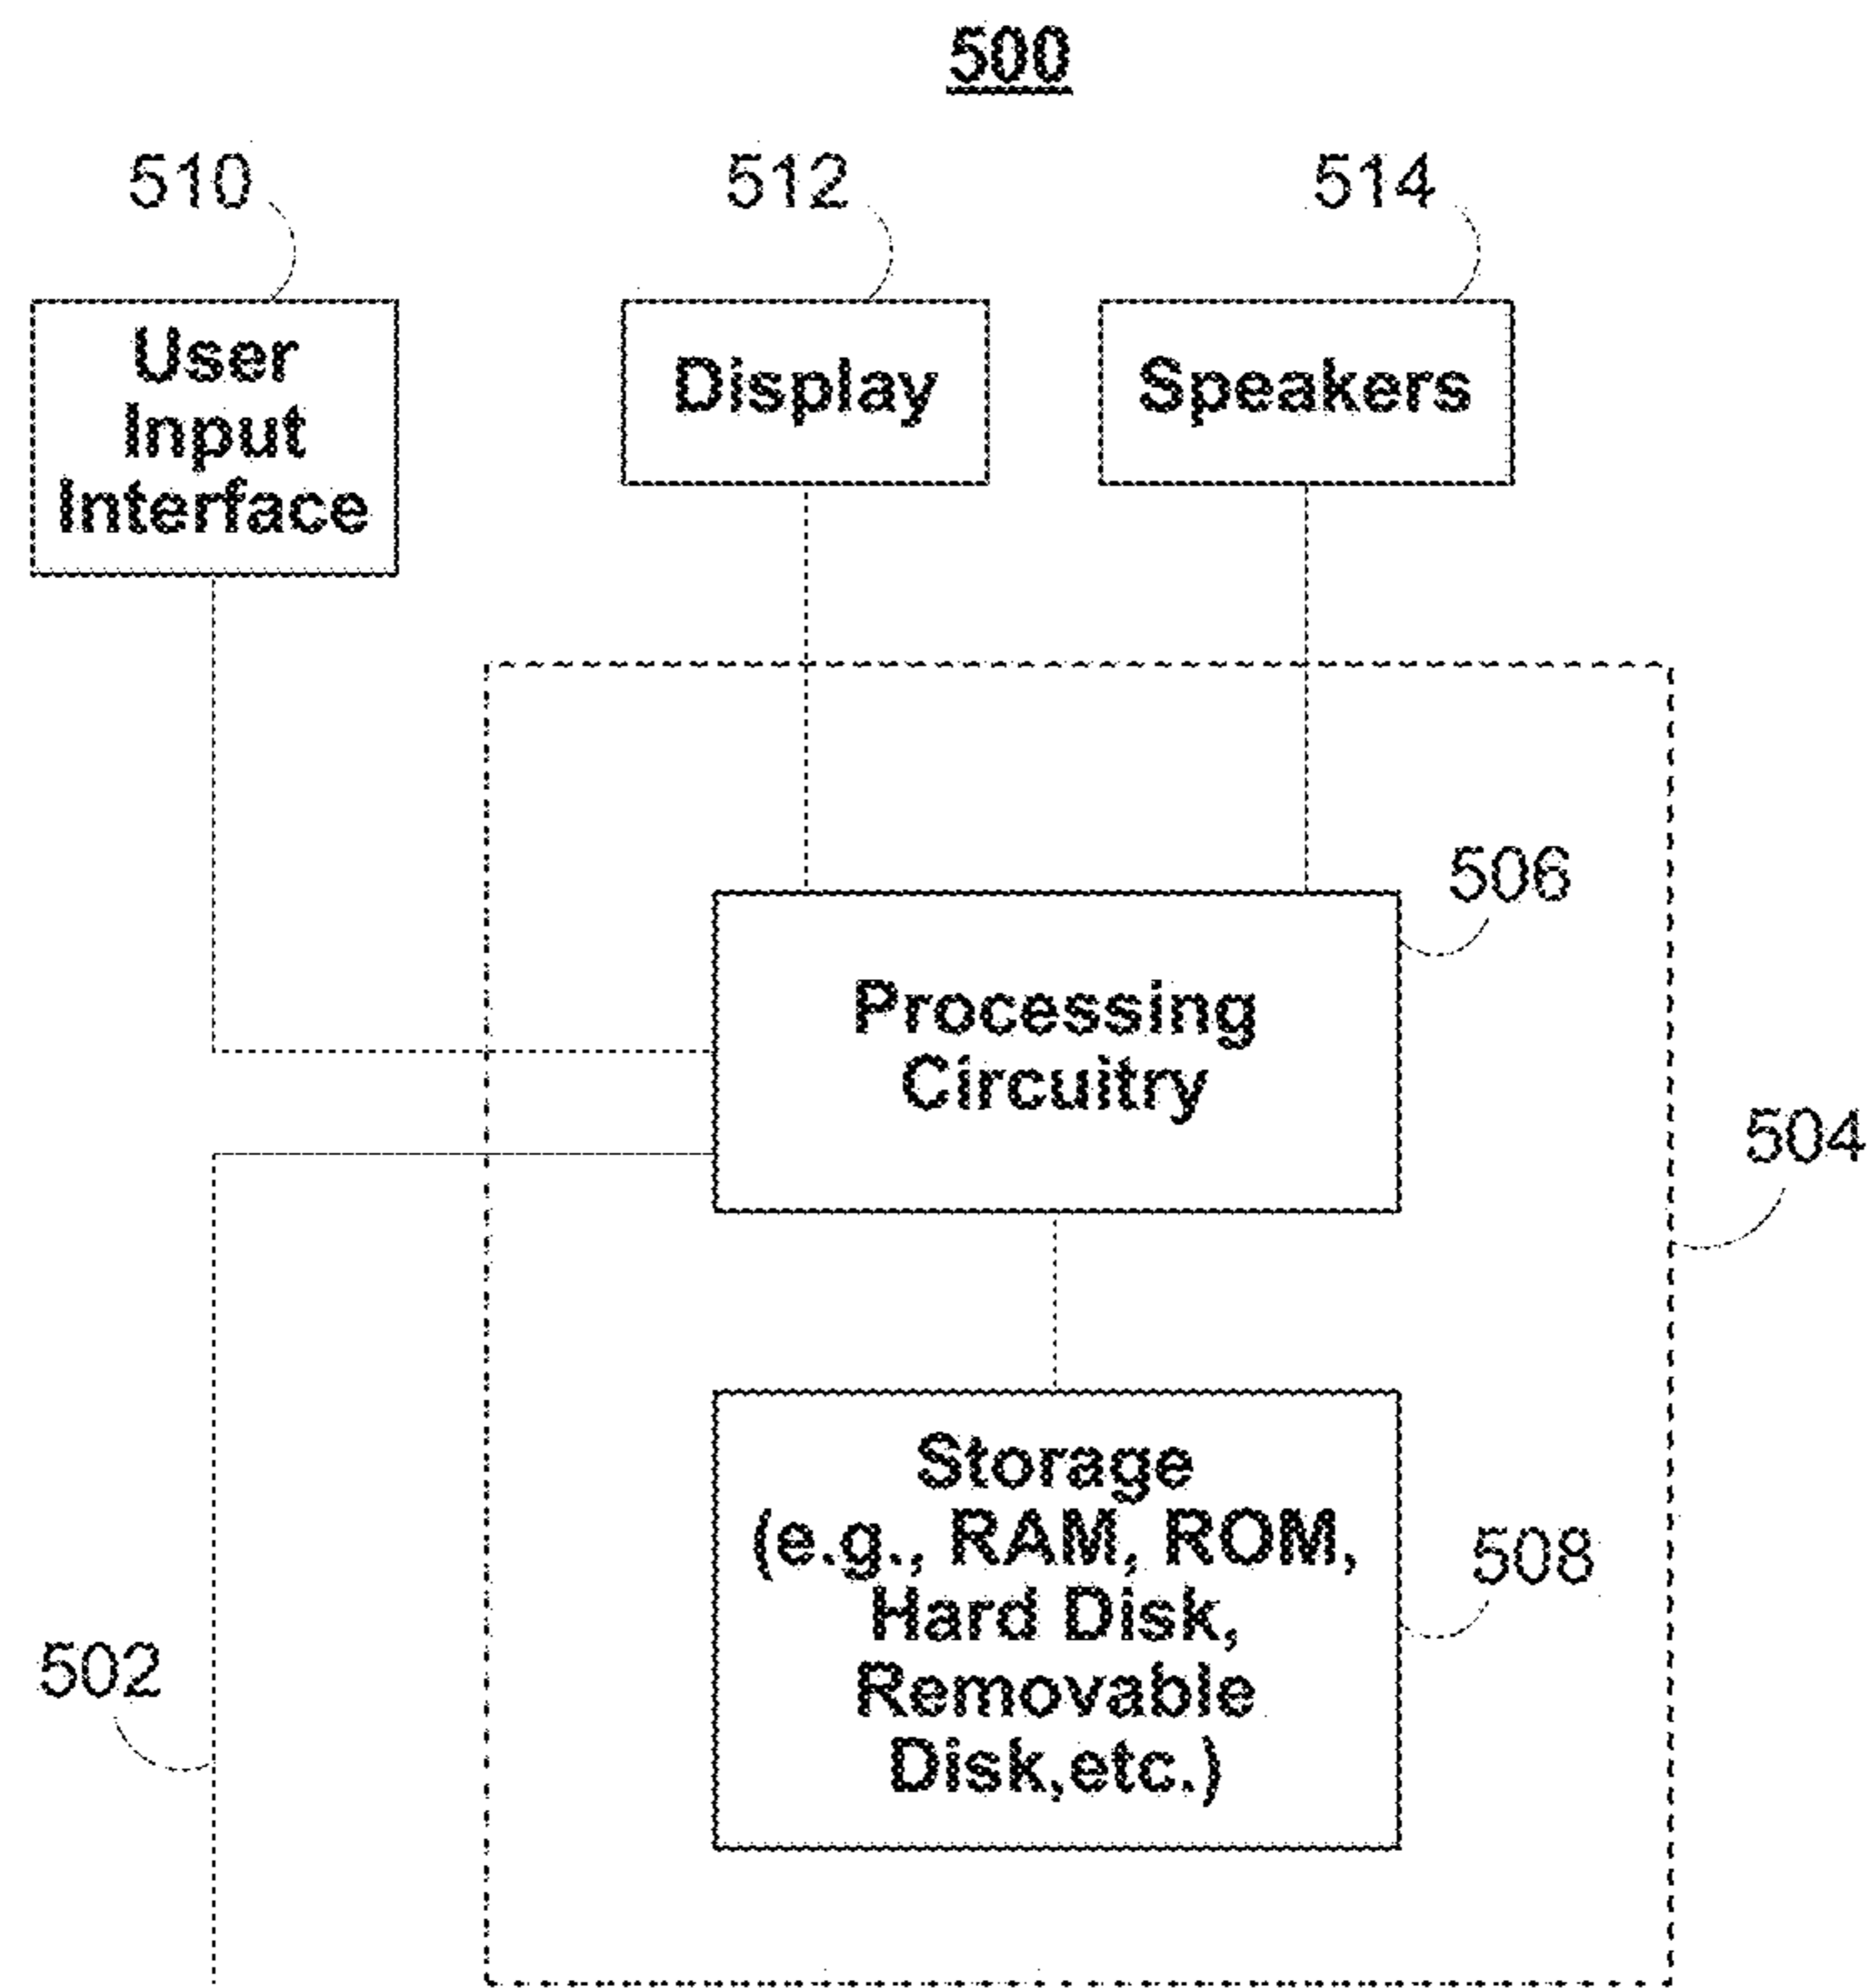 500
510
512
514
User
Input
Interface
Display
Speakers
506
Processing
Circuitry
504
Storage
(e.g., RAM, ROM,
Hard Disk,
Removable
Disk,etc.)
508
502